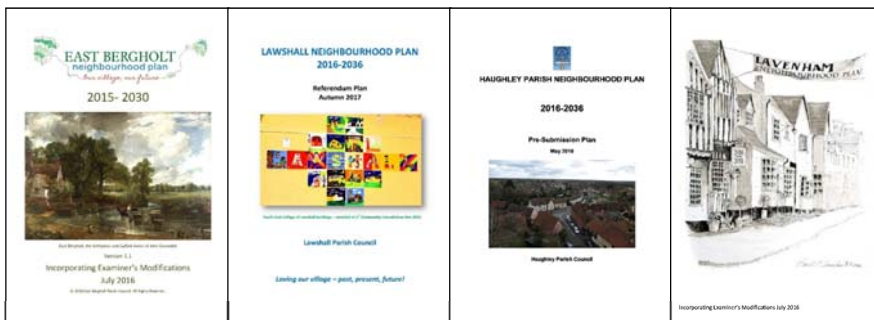 EAST BERGHOLT
neighbourhood plan
Our village, our future
2015- 2030
Version 1.1
Incorporating Examiner's Modifications
July 2016
LAWSHALL NEIGHBOURHOOD PLAN
2016-2036
Referendum Plan
Autumn 2017
LAWSHALL
Lawshall Parish Council
Loving our village – past, present, future!
HAUGHLEY PARISH NEIGHBOURHOOD PLAN
2016-2036
Pre-Submission Plan
May 2018
Haughley Parish Council
LAVENHAM
NEIGHBOURHOOD PLAN
Incorporating Examiner's Modifications July 2016